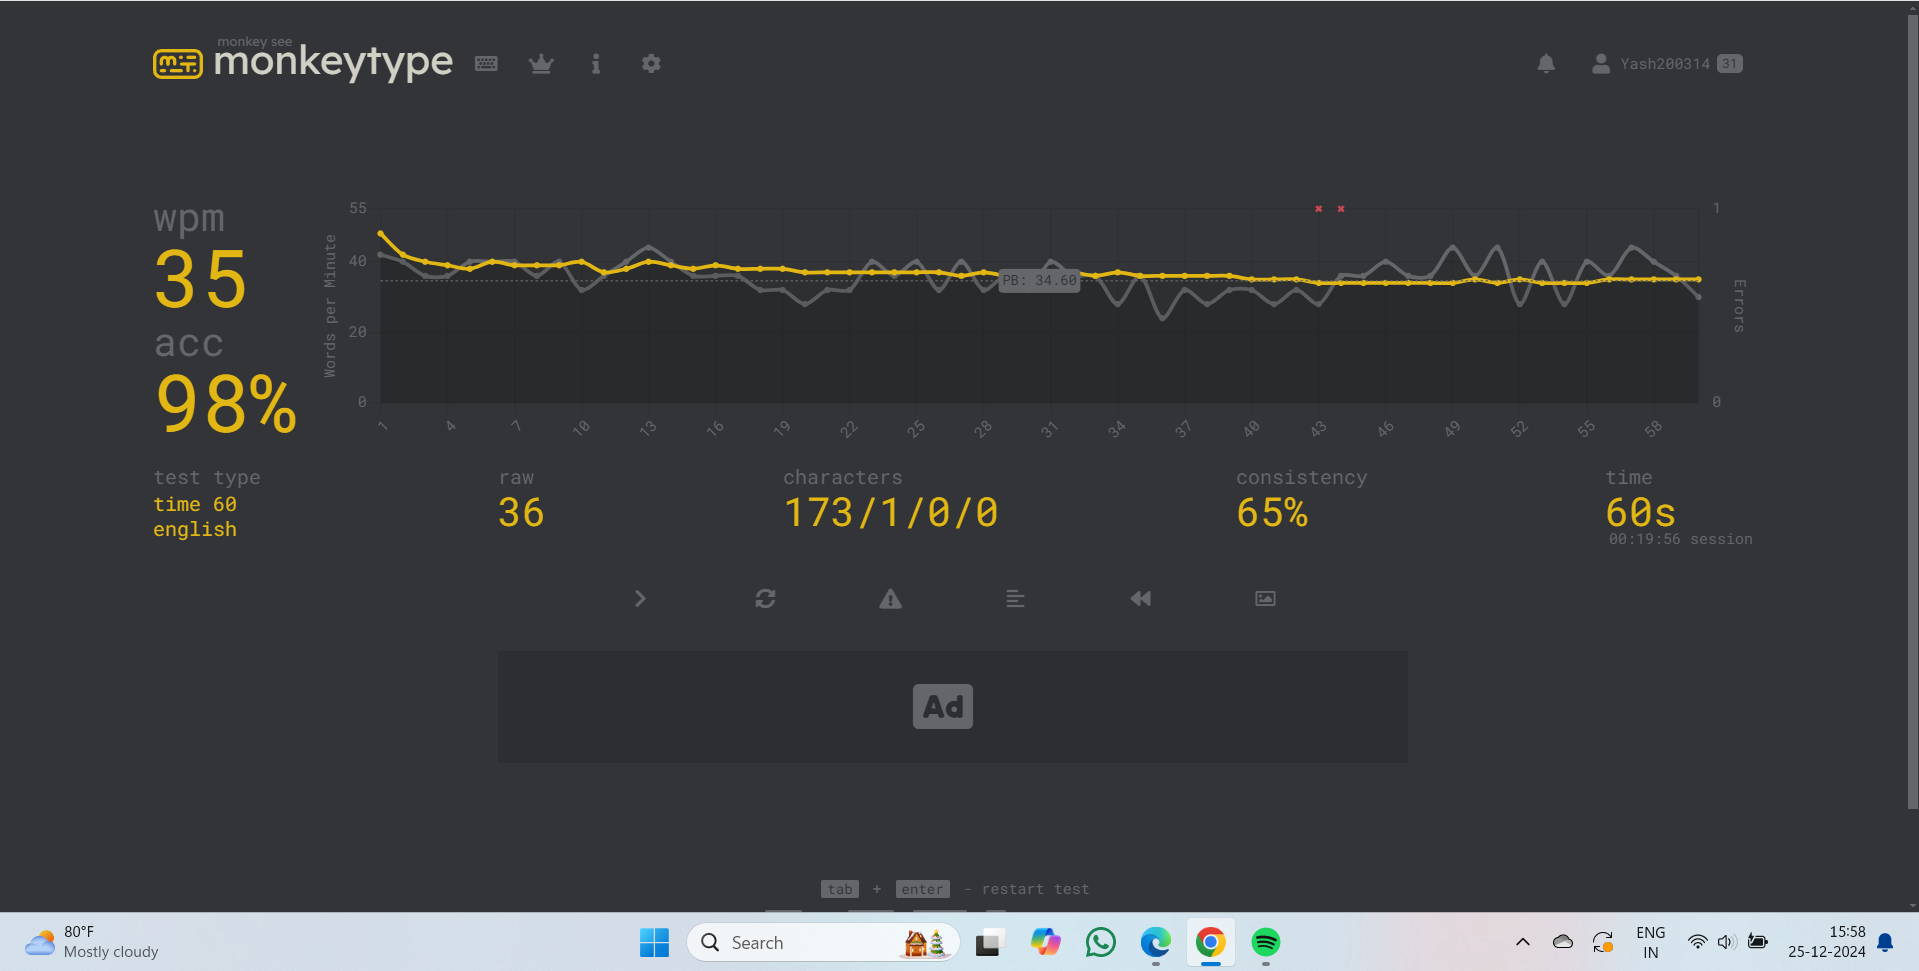 monkey see
monkeytype
Yash200314 31
wpm
35
acc
98%
Words per Minute
55
40
20
0
PB: 34.60
1
0
Errors
1 4 7 10 13 16 19 22 25 28 31 34 37 40 43 46 49 52 55 58
test type
time 60
english
raw
36
characters
173/1/0/0
consistency
65%
time
60s
00:19:56 session
Ad
tab + enter - restart test
80°F
Mostly cloudy
Search
ENG
IN
15:58
25-12-2024